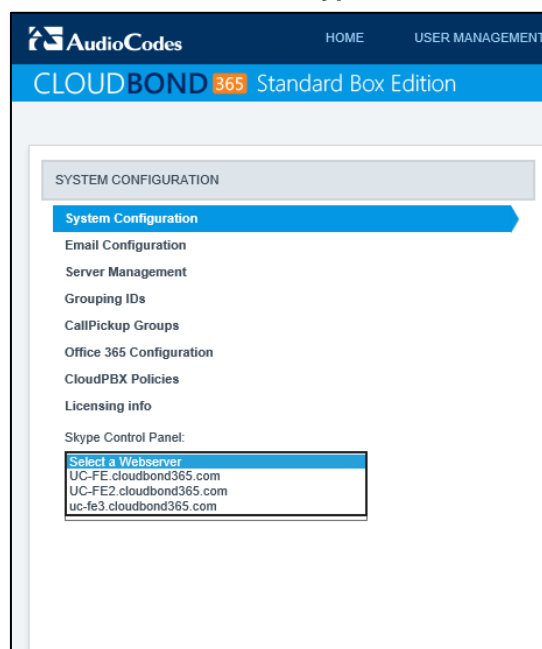 AudioCodes HOME USER MANAGEMENT
CLOUDBOND 365 Standard Box Edition
SYSTEM CONFIGURATION
System Configuration
Email Configuration
Server Management
Grouping IDs
CallPickup Groups
Office 365 Configuration
CloudPBX Policies
Licensing info
Skype Control Panel:
Select a Webserver
UC-FE.cloudbond365.com
UC-FE2.cloudbond365.com
uc-fe3.cloudbond365.com